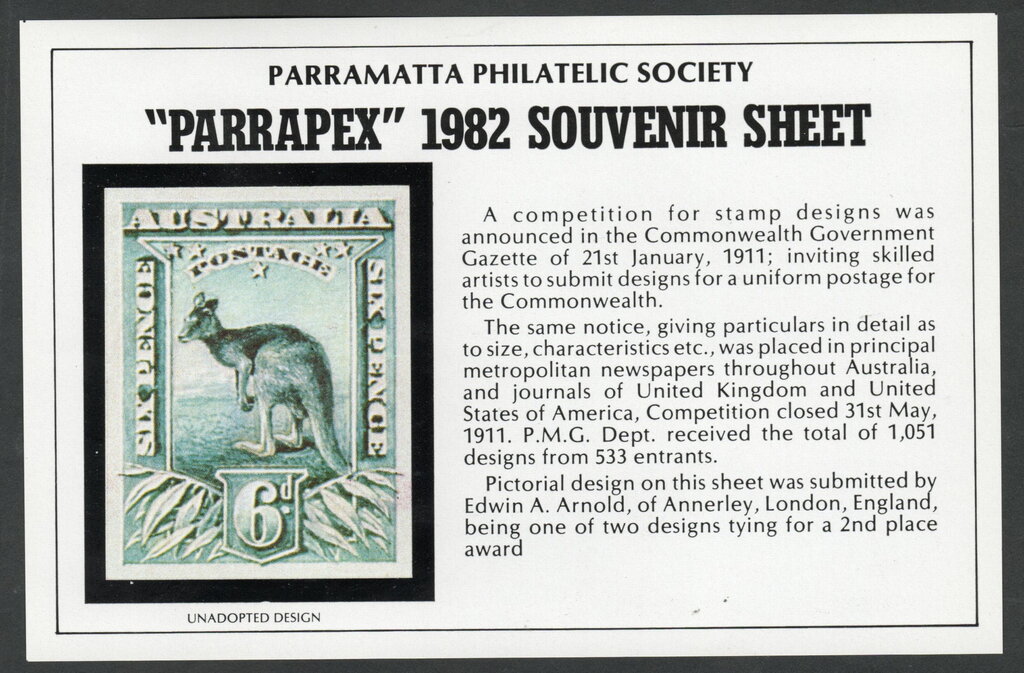 PARRAMATTA PHILATELIC SOCIETY
"PARRAPEX" 1982 SOUVENIR SHEET
AUSTRALIA
POSTAGE
SIX PENCE
SIX PENCE
6d.
UNADOPTED DESIGN
A competition for stamp designs was
announced in the Commonwealth Government
Gazette of 21st January, 1911; inviting skilled
artists to submit designs for a uniform postage for
the Commonwealth.
The same notice, giving particulars in detail as
to size, characteristics etc., was placed in principal
metropolitan newspapers throughout Australia,
and journals of United Kingdom and United
States of America, Competition closed 31st May,
1911. P.M.G. Dept. received the total of 1,051
designs from 533 entrants.
Pictorial design on this sheet was submitted by
Edwin A. Arnold, of Annerley, London, England,
being one of two designs tying for a 2nd place
award